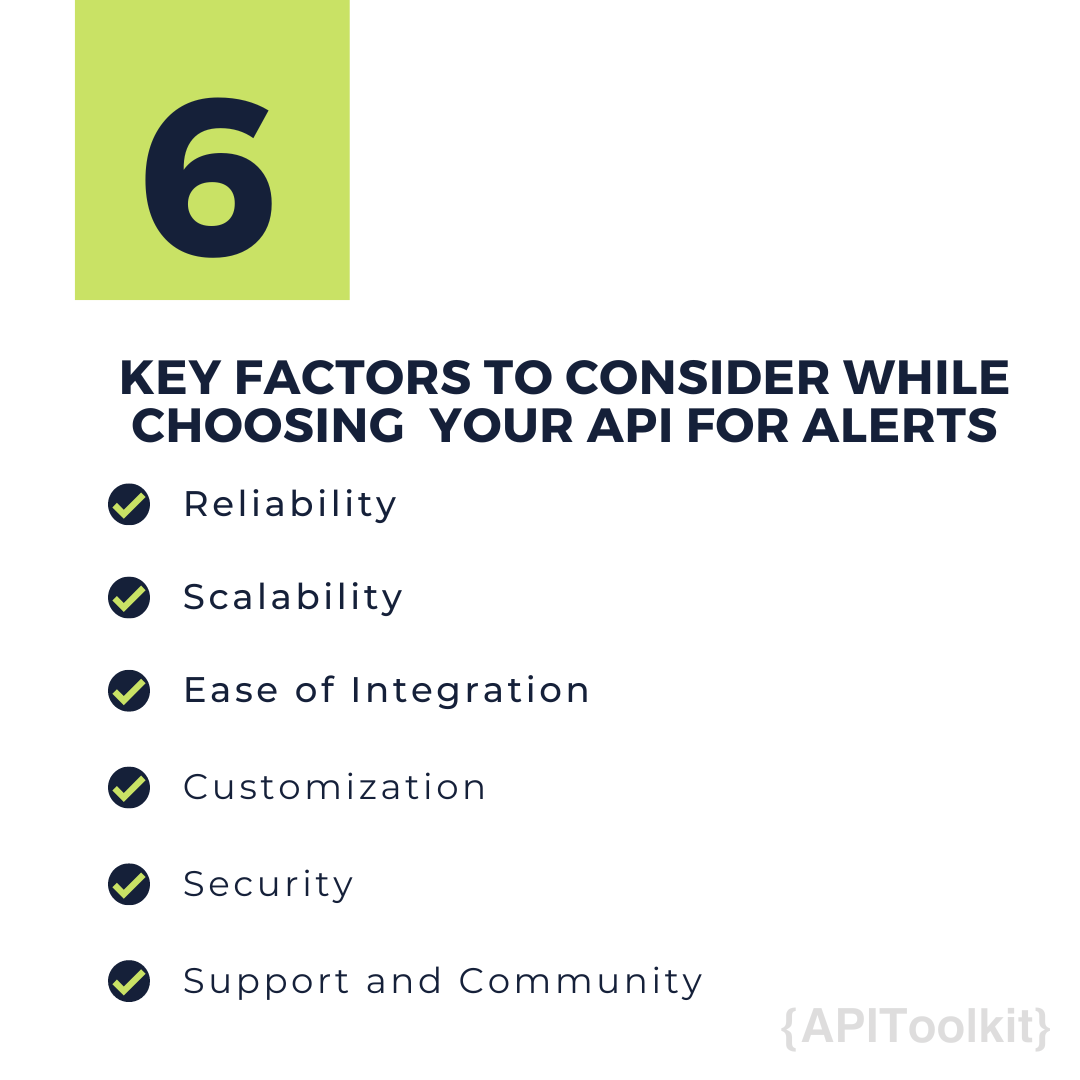 6
KEY FACTORS TO CONSIDER WHILE
CHOOSING  YOUR API FOR ALERTS
Reliability
Scalability
Ease of Integration
Customization
Security
Support and Community
{APIToolkit}